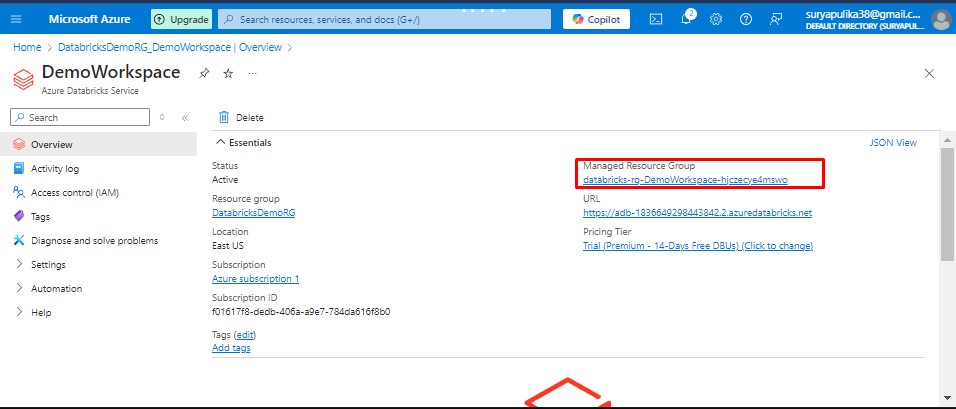 Microsoft Azure
Upgrade
Search resources, services, and docs (G+/)
Copilot
2
suryapulika38@gmail.c...
DEFAULT DIRECTORY (SURYAPUL...
Home > DatabricksDemoRG_DemoWorkspace | Overview >
DemoWorkspace
Azure Databricks Service
Search
Overview
Activity log
Access control (IAM)
Tags
Diagnose and solve problems
Settings
Automation
Help
Delete
Essentials
JSON View
Status
Active
Resource group
DatabricksDemoRG
Location
East US
Subscription
Azure subscription 1
Subscription ID
f01617f8-dedb-406a-a9e7-784da616f8b0
Tags (edit)
Add tags
Managed Resource Group
databricks-rg-DemoWorkspace-hjczecye4mswo
URL
https://adb-1836649298443842.2.azuredatabricks.net
Pricing Tier
Trial (Premium - 14-Days Free DBUs) (Click to change)